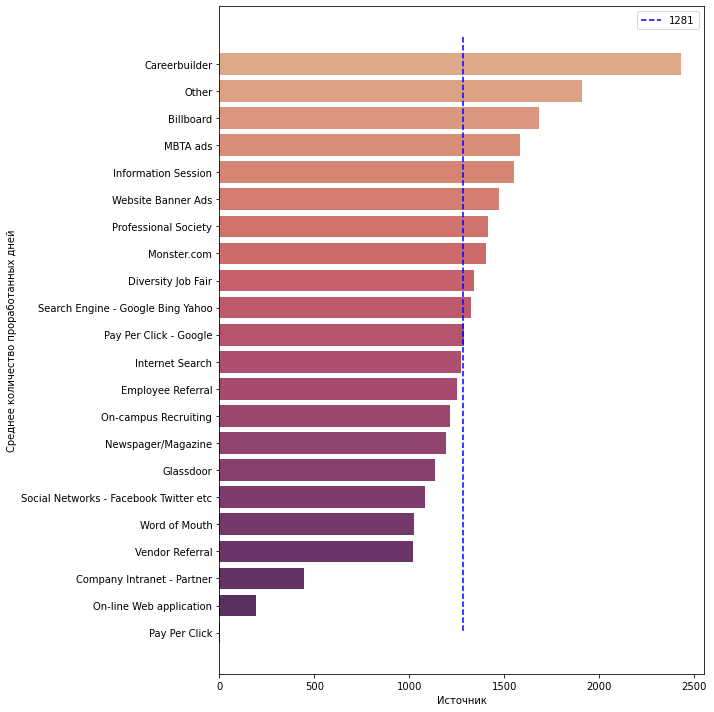 1281
Careerbuilder
Other
Billboard
MBTA ads
Information Session
Website Banner Ads
Professional Society
Monster.com
Diversity Job Fair
Search Engine - Google Bing Yahoo
Pay Per Click - Google
Internet Search
Employee Referral
On-campus Recruiting
Newspager/Magazine
Glassdoor
Social Networks - Facebook Twitter etc
Word of Mouth
Vendor Referral
Company Intranet - Partner
On-line Web application
Pay Per Click
Среднее количество проработанных дней
0 500 1000 1500 2000 2500
Источник